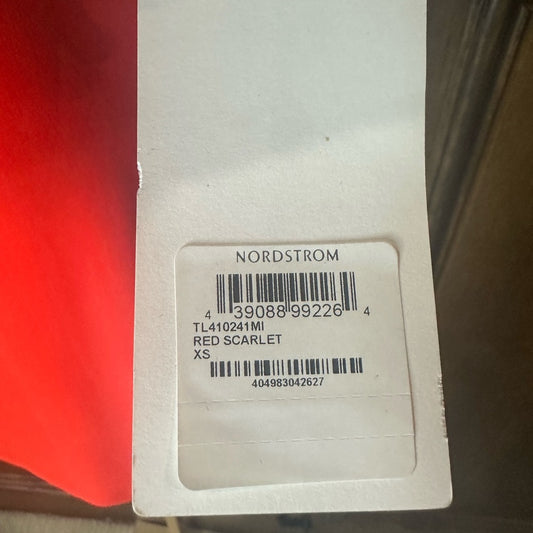 NORDSTROM
4 39088 99226 4
TL410241MI
RED SCARLET
XS
404983042627